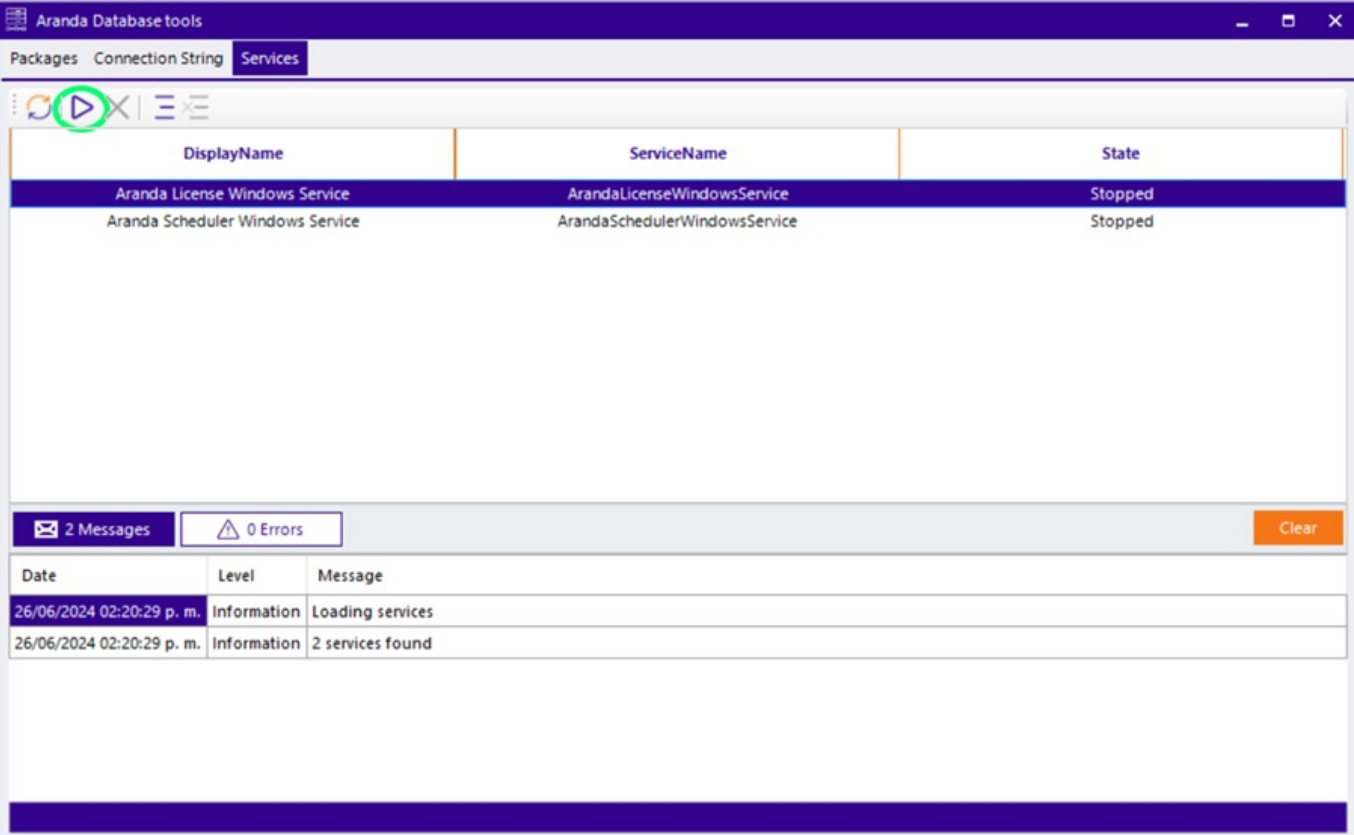 Aranda Database tools
Packages Connection String Services
DisplayName ServiceName State
Aranda License Windows Service ArandaLicenseWindowsService Stopped
Aranda Scheduler Windows Service ArandaSchedulerWindowsService Stopped
2 Messages 0 Errors Clear
Date Level Message
26/06/2024 02:20:29 p. m. Information Loading services
26/06/2024 02:20:29 p. m. Information 2 services found